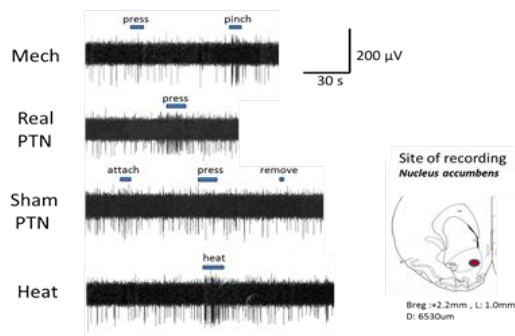 press pinch
Mech
200 μV
30 s
press
Real
PTN
attach press remove
Sham
PTN
heat
Heat
Site of recording
Nucleus accumbens
Breg :+2.2mm , L: 1.0mm
D: 6530um